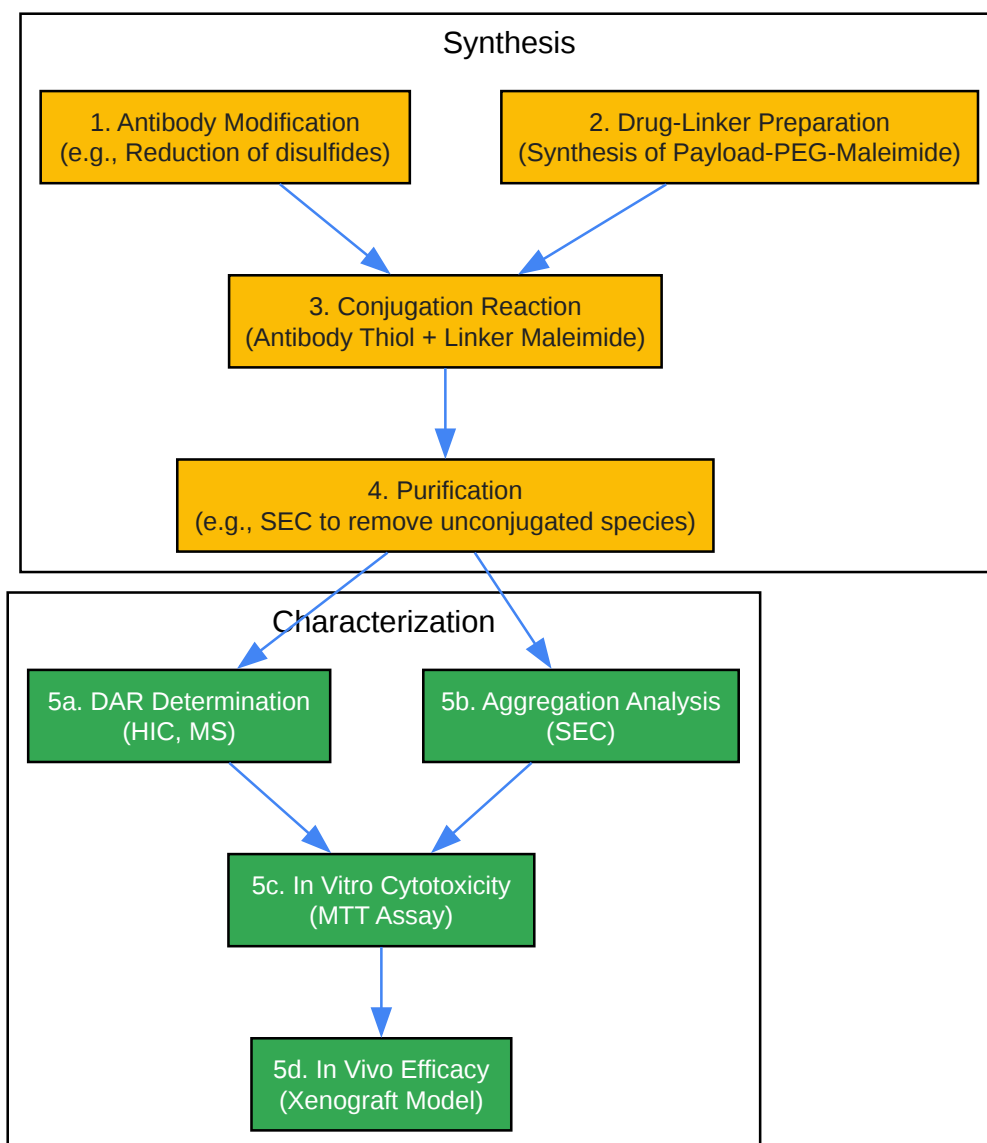 Synthesis
1. Antibody Modification
(e.g., Reduction of disulfides)
2. Drug-Linker Preparation
(Synthesis of Payload-PEG-Maleimide)
3. Conjugation Reaction
(Antibody Thiol + Linker Maleimide)
4. Purification
(e.g., SEC to remove unconjugated species)
Characterization
5a. DAR Determination
(HIC, MS)
5b. Aggregation Analysis
(SEC)
5c. In Vitro Cytotoxicity
(MTT Assay)
5d. In Vivo Efficacy
(Xenograft Model)